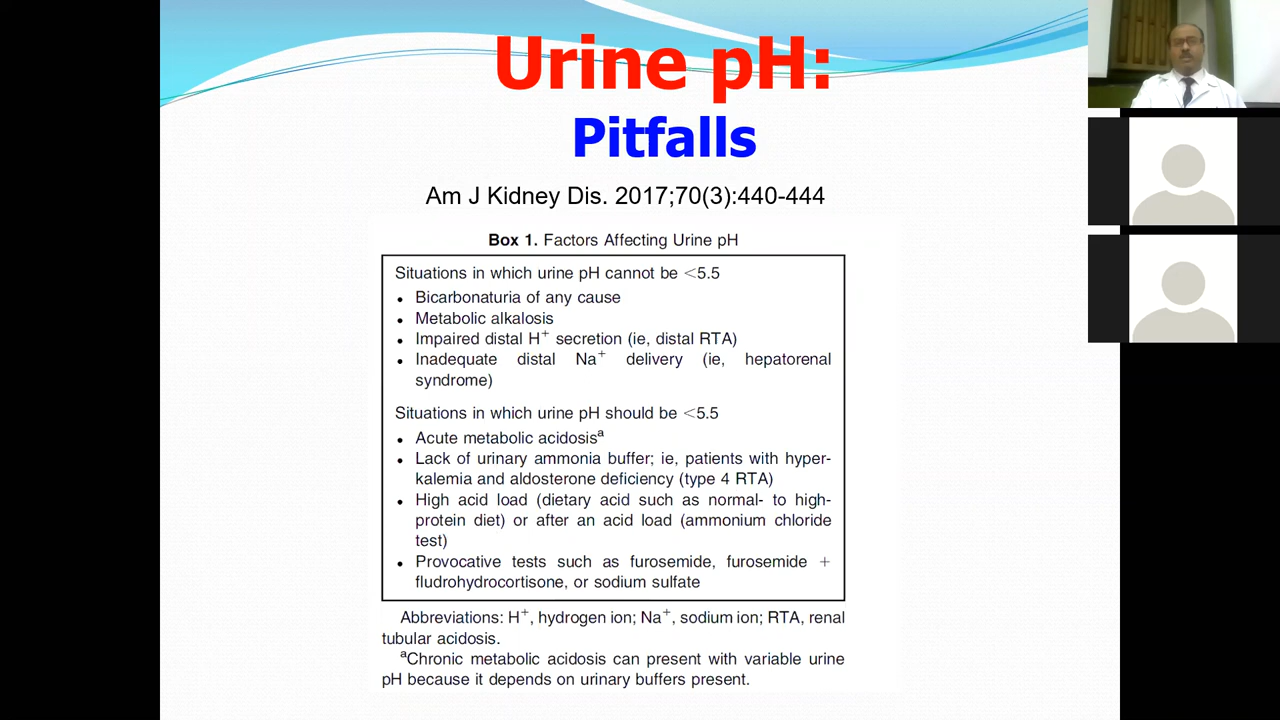 Urine pH:
Pitfalls
Am J Kidney Dis. 2017;70(3):440-444
Box 1. Factors Affecting Urine pH
Situations in which urine pH cannot be <5.5
• Bicarbonaturia of any cause
• Metabolic alkalosis
• Impaired distal H⁺ secretion (ie, distal RTA)
• Inadequate distal Na⁺ delivery (ie, hepatorenal
syndrome)
Situations in which urine pH should be <5.5
• Acute metabolic acidosisᵃ
• Lack of urinary ammonia buffer; ie, patients with hyper-
kalemia and aldosterone deficiency (type 4 RTA)
• High acid load (dietary acid such as normal- to high-
protein diet) or after an acid load (ammonium chloride
test)
• Provocative tests such as furosemide, furosemide +
fludrohydrocortisone, or sodium sulfate
Abbreviations: H⁺, hydrogen ion; Na⁺, sodium ion; RTA, renal
tubular acidosis.
ᵃChronic metabolic acidosis can present with variable urine
pH because it depends on urinary buffers present.